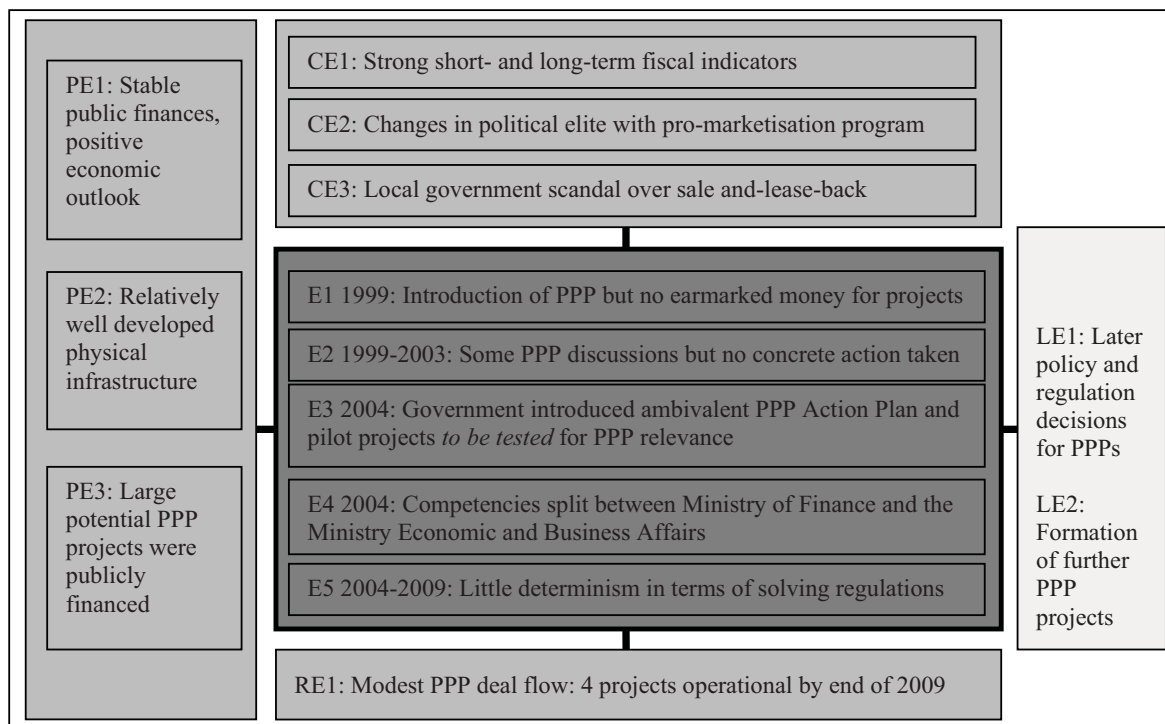 PE1: Stable
public finances,
positive
economic
outlook
PE2: Relatively
well developed
physical
infrastructure
PE3: Large
potential PPP
projects were
publicly
financed
CE1: Strong short- and long-term fiscal indicators
CE2: Changes in political elite with pro-marketisation program
CE3: Local government scandal over sale and-lease-back
E1 1999: Introduction of PPP but no earmarked money for projects
E2 1999-2003: Some PPP discussions but no concrete action taken
E3 2004: Government introduced ambivalent PPP Action Plan and
pilot projects to be tested for PPP relevance
E4 2004: Competencies split between Ministry of Finance and the
Ministry Economic and Business Affairs
E5 2004-2009: Little determinism in terms of solving regulations
RE1: Modest PPP deal flow: 4 projects operational by end of 2009
LE1: Later
policy and
regulation
decisions
for PPPs
LE2:
Formation
of further
PPP
projects